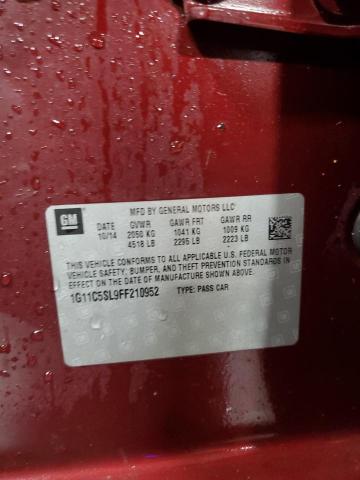 GM
MFD BY GENERAL MOTORS LLC
DATE GVWR GAWR FRT GAWR RR
10/14 2050 KG 1041 KG 1009 KG
4518 LB 2295 LB 2223 LB
THIS VEHICLE CONFORMS TO ALL APPLICABLE U.S. FEDERAL MOTOR
VEHICLE SAFETY, BUMPER, AND THEFT PREVENTION STANDARDS IN
EFFECT ON THE DATE OF MANUFACTURE SHOWN ABOVE.
1G11C5SL9FF210952 TYPE: PASS CAR